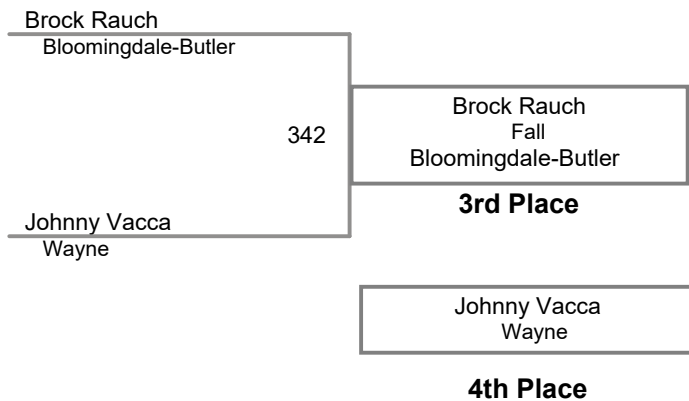 Brock Rauch
Bloomingdale-Butler
342
Brock Rauch
Fall
Bloomingdale-Butler
3rd Place
Johnny Vacca
Wayne
Johnny Vacca
Wayne
4th Place